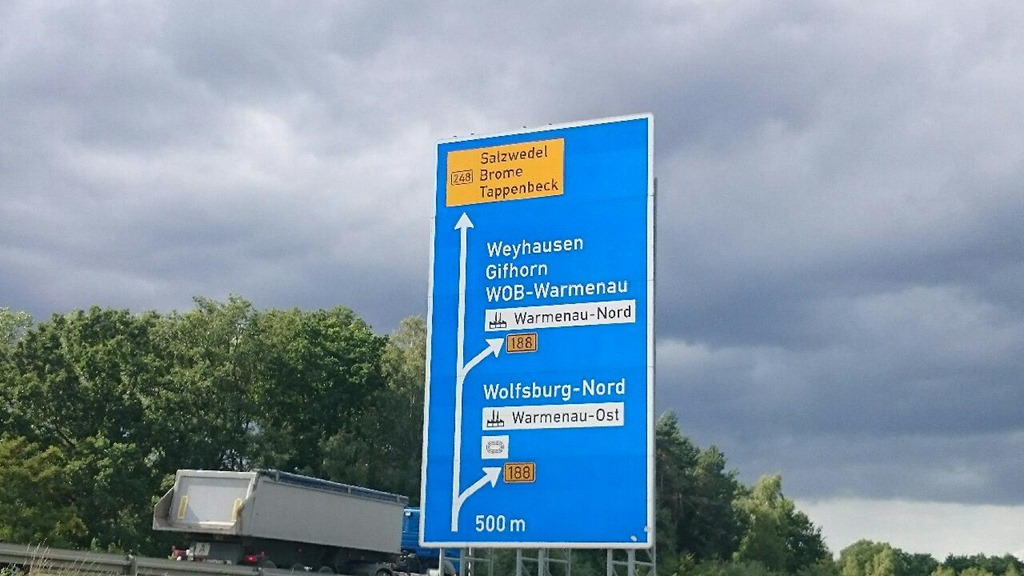 Salzwedel
248 Brome
Tappenbeck
Weyhausen
Gifhorn
WOB-Warmenau
Warmenau-Nord
188
Wolfsburg-Nord
Warmenau-Ost
188
500 m